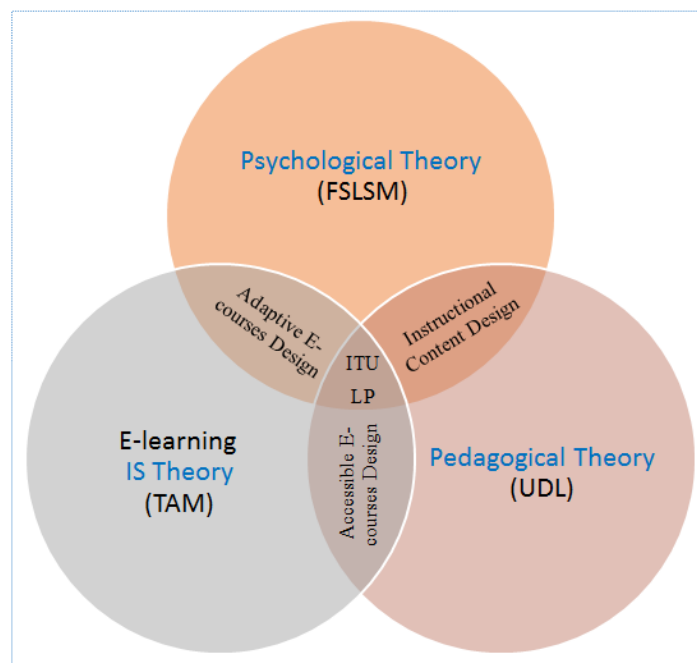 Psychological Theory
(FSLSM)
Adaptive E-
courses Design
Instructional
Content Design
ITU
LP
E-learning
IS Theory
(TAM)
Accessible E-
courses Design
Pedagogical Theory
(UDL)